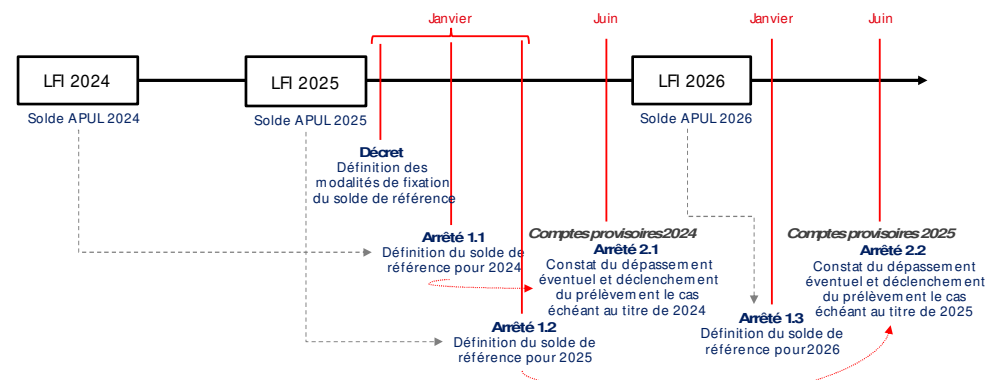 Janvier
Juin
Janvier
Juin
LFI 2024
LFI 2025
LFI 2026
Solde APUL 2024
Solde APUL 2025
Solde APUL 2026
Décret
Définition des
modalités de fixation
du solde de référence
Arrêté 1.1
Définition du solde de
référence pour 2024
Comptes provisoires 2024
Arrêté 2.1
Constat du dépassement
éventuel et déclenchement
du prélèvement le cas
échéant au titre de 2024
Comptes provisoires 2025
Arrêté 2.2
Constat du dépassement
éventuel et déclenchement
du prélèvement le cas
échéant au titre de 2025
Arrêté 1.2
Définition du solde de
référence pour 2025
Arrêté 1.3
Définition du solde de
référence pour 2026